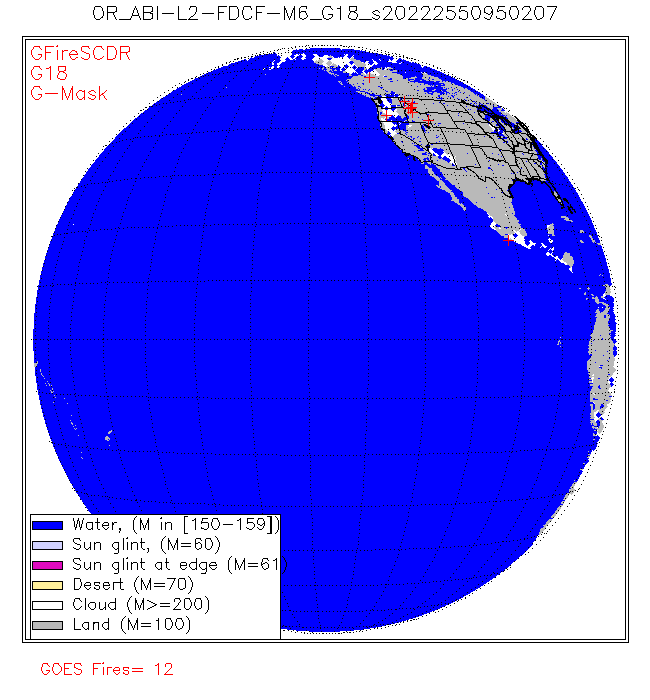 OR_ABI-L2-FDCF-M6_G18_s20222550950207
GFireSCDR
G18
G-Mask
Water, (M in [150-159])
Sun glint, (M=60)
Sun glint at edge (M=61)
Desert (M=70)
Cloud (M>=200)
Land (M=100)
GOES Fires= 12